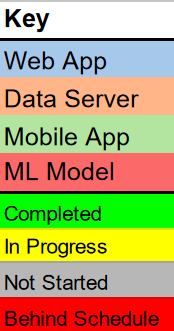 Key
Web App
Data Server
Mobile App
ML Model
Completed
In Progress
Not Started
Behind Schedule